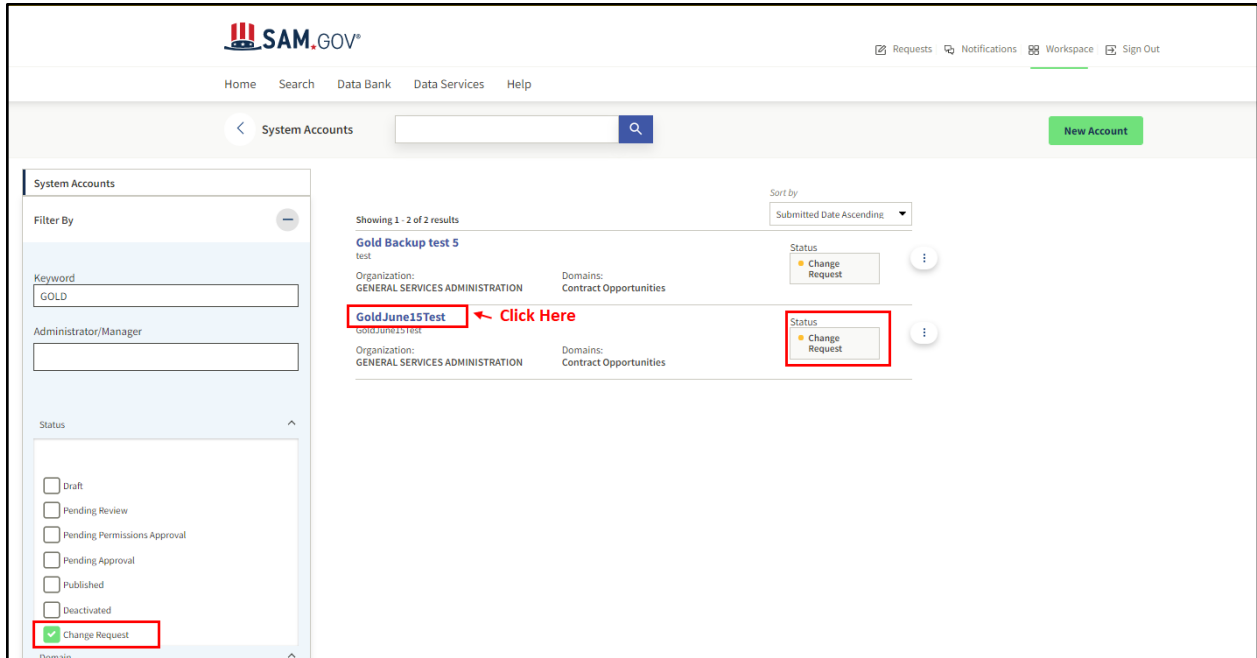 SAM.GOV®
Requests Notifications Workspace Sign Out
Home Search Data Bank Data Services Help
System Accounts
New Account
System Accounts
Filter By
Keyword
GOLD
Administrator/Manager
Status
Draft
Pending Review
Pending Permissions Approval
Pending Approval
Published
Deactivated
Change Request
Domain
Sort by
Submitted Date Ascending
Showing 1 - 2 of 2 results
Gold Backup test 5
test
Organization:
GENERAL SERVICES ADMINISTRATION
Domains:
Contract Opportunities
Status
Change
Request
GoldJune15Test
Click Here
GoldJune15Test
Organization:
GENERAL SERVICES ADMINISTRATION
Domains:
Contract Opportunities
Status
Change
Request